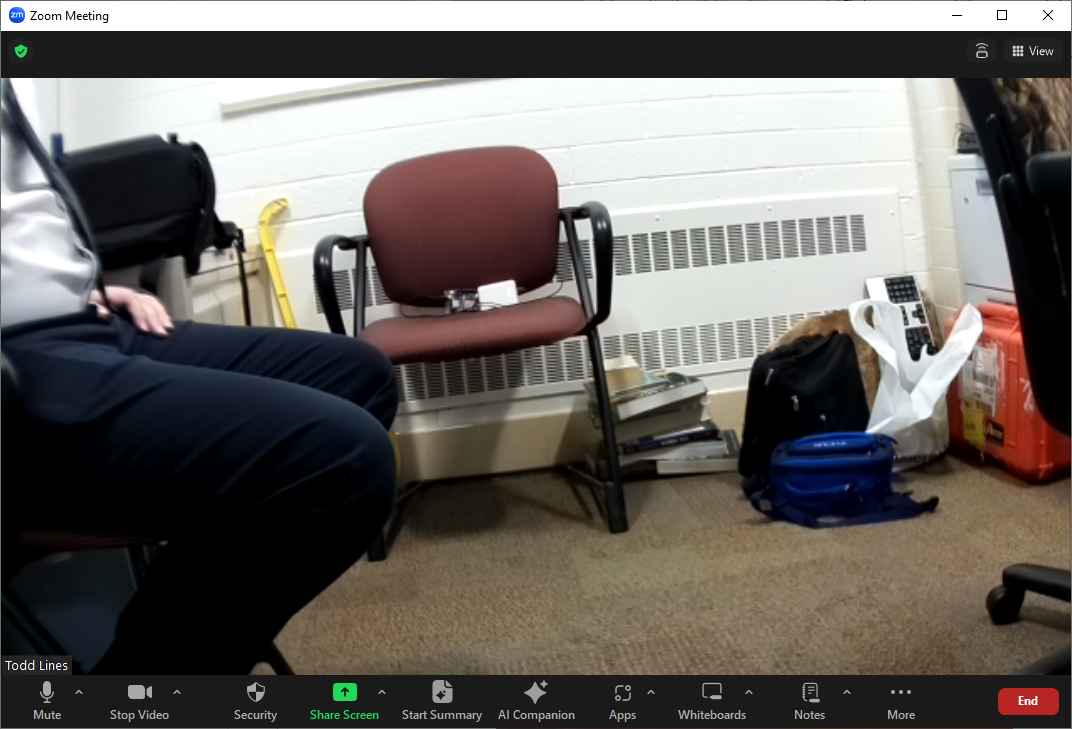 zm Zoom Meeting
View
Todd Lines
Mute
Stop Video
Security
Share Screen
Start Summary
AI Companion
Apps
Whiteboards
Notes
More
End